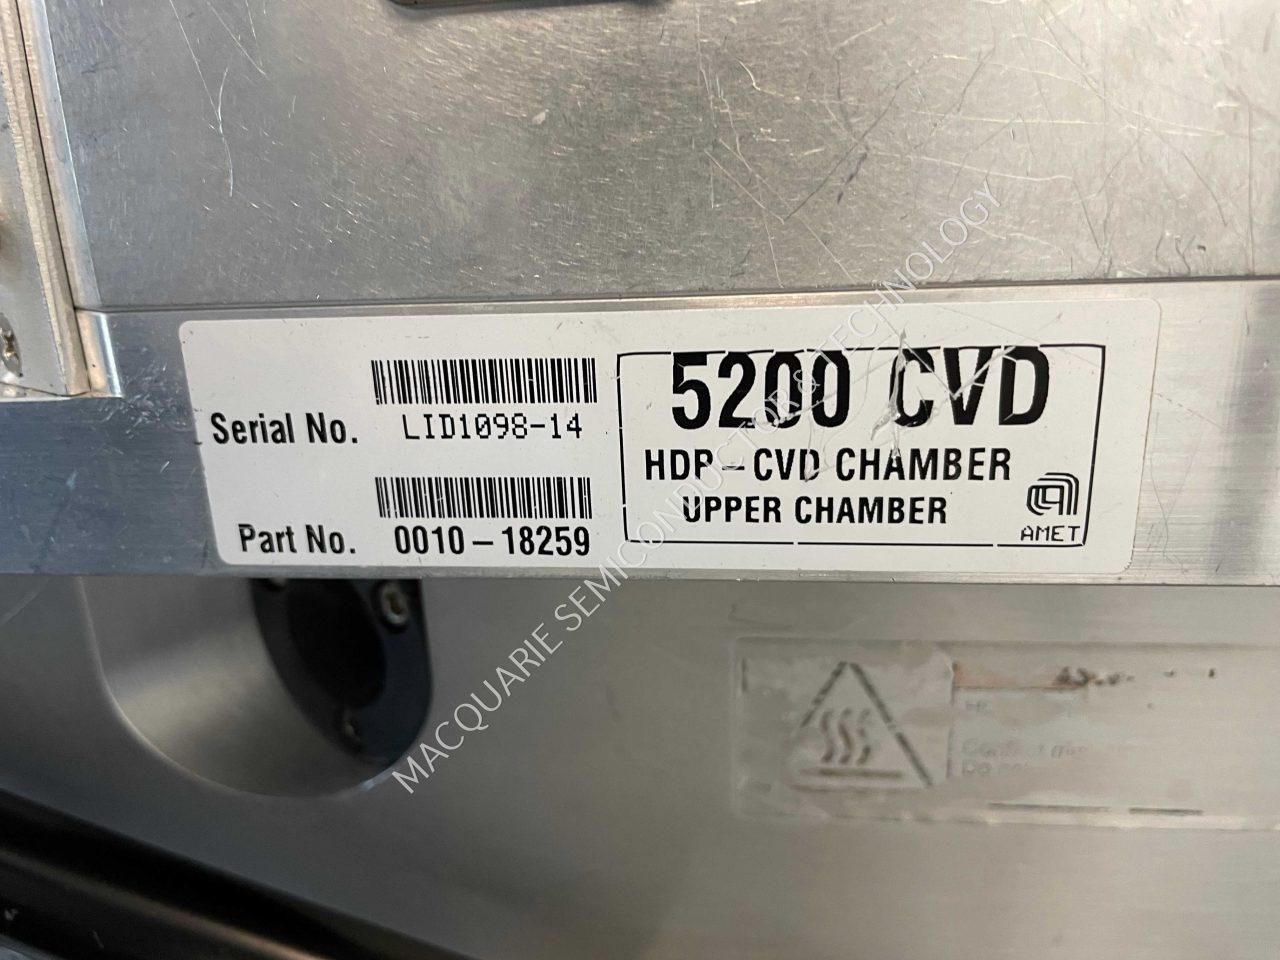 5200 CVD
LID1098-14
Serial No.
HDP-CVD CHAMBER
UPPER CHAMBER
Part No. 0010-18259
AMET
MACQUARIE SEMICONDUCTOR & TECHNOLOGY